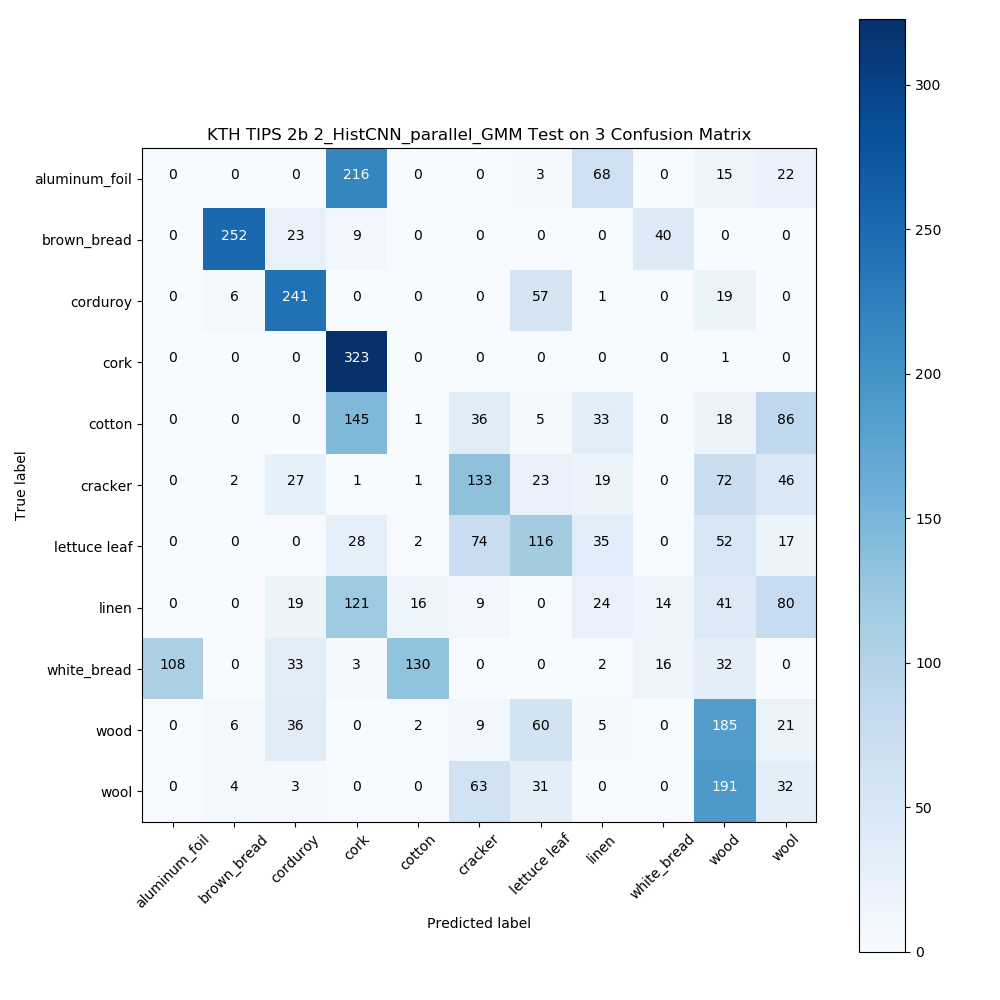 KTH TIPS 2b 2_HistCNN_parallel_GMM Test on 3 Confusion Matrix
aluminum_foil 0 0 0 216 0 0 3 68 0 15 22
brown_bread 0 252 23 9 0 0 0 0 40 0 0
corduroy 0 6 241 0 0 0 57 1 0 19 0
cork 0 0 0 323 0 0 0 0 0 1 0
cotton 0 0 0 145 1 36 5 33 0 18 86
cracker 0 2 27 1 1 133 23 19 0 72 46
lettuce leaf 0 0 0 28 2 74 116 35 0 52 17
linen 0 0 19 121 16 9 0 24 14 41 80
white_bread 108 0 33 3 130 0 0 2 16 32 0
wood 0 6 36 0 2 9 60 5 0 185 21
wool 0 4 3 0 0 63 31 0 0 191 32
aluminum_foil brown_bread corduroy cork cotton cracker lettuce leaf linen white_bread wood wool
Predicted label
True label
300
250
200
150
100
50
0